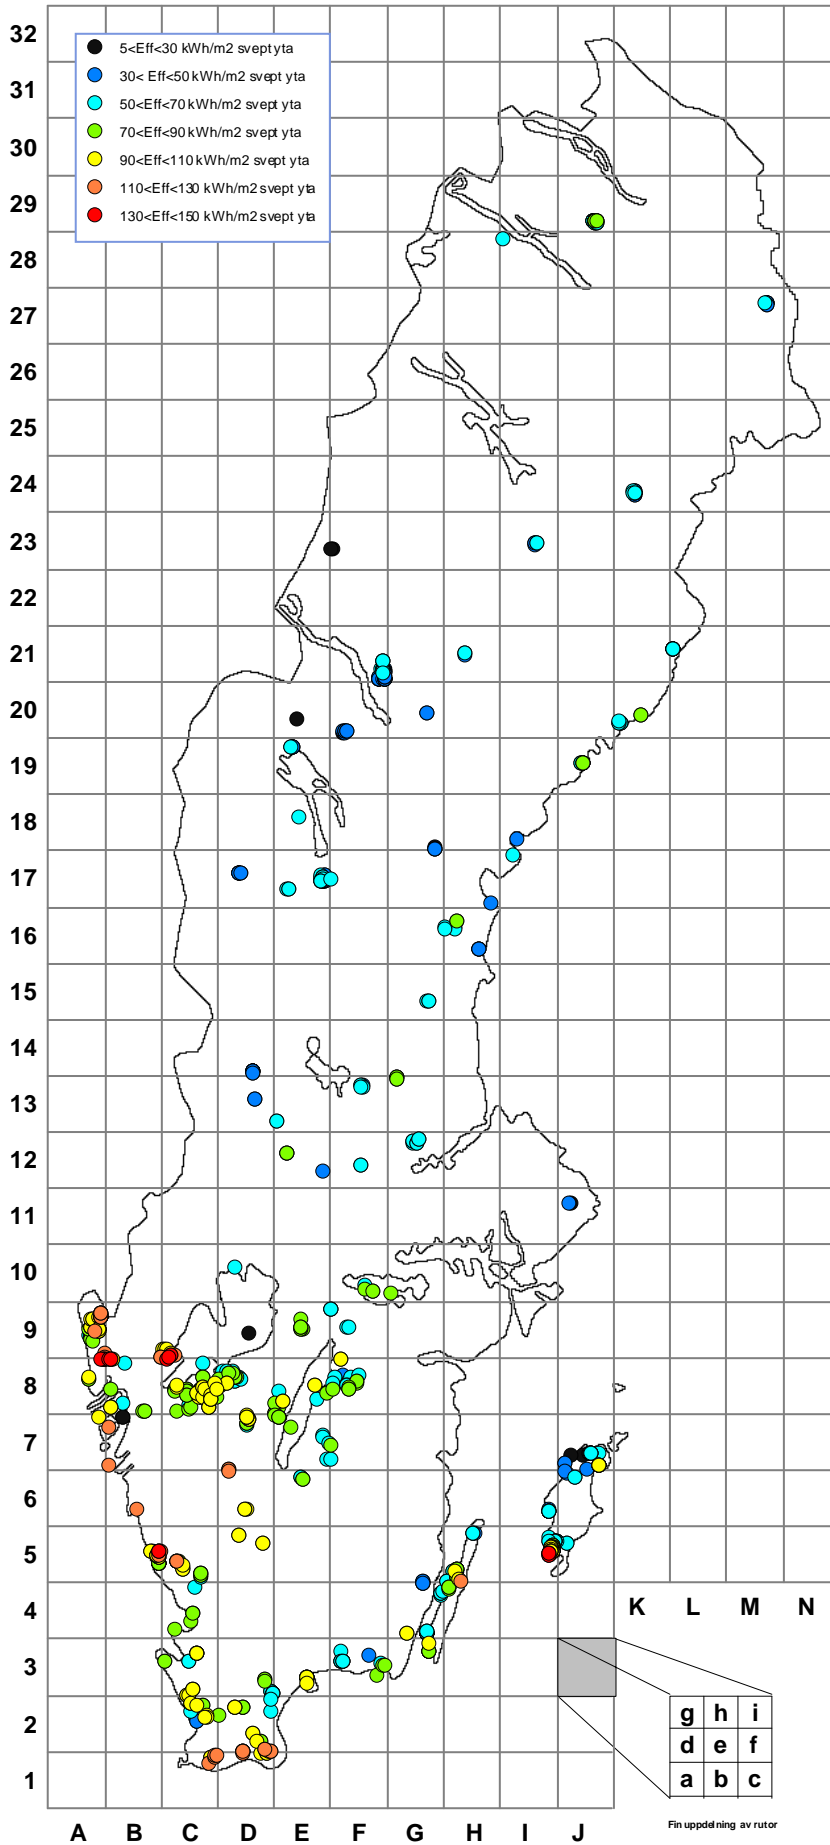 32
5<Eff<30 kWh/m2 svept yta
30< Eff<50 kWh/m2 svept yta
50<Eff<70 kWh/m2 svept yta
70<Eff<90 kWh/m2 svept yta
90<Eff<110 kWh/m2 svept yta
110<Eff<130 kWh/m2 svept yta
130<Eff<150 kWh/m2 svept yta
31
30
29
28
27
26
25
24
23
22
21
20
19
18
17
16
15
14
13
12
11
10
9
8
7
6
5
4
K L M N
3
2
1
g h i
d e f
a b c
Fin uppdelning av rutor
A B C D E F G H I J